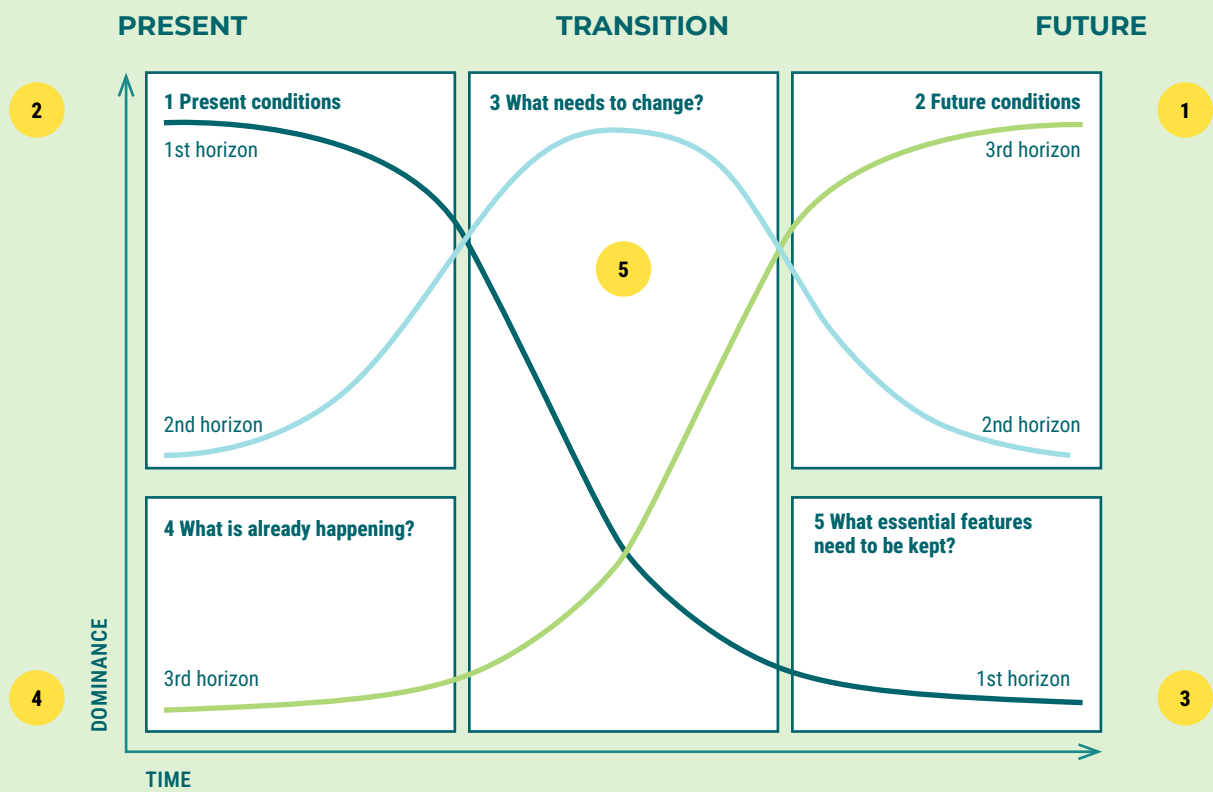 PRESENT
TRANSITION
FUTURE
2
1 Present conditions
1st horizon
2nd horizon
3 What needs to change?
5
2 Future conditions
3rd horizon
2nd horizon
1
4 What is already happening?
3rd horizon
4
5 What essential features
need to be kept?
1st horizon
3
DOMINANCE
TIME